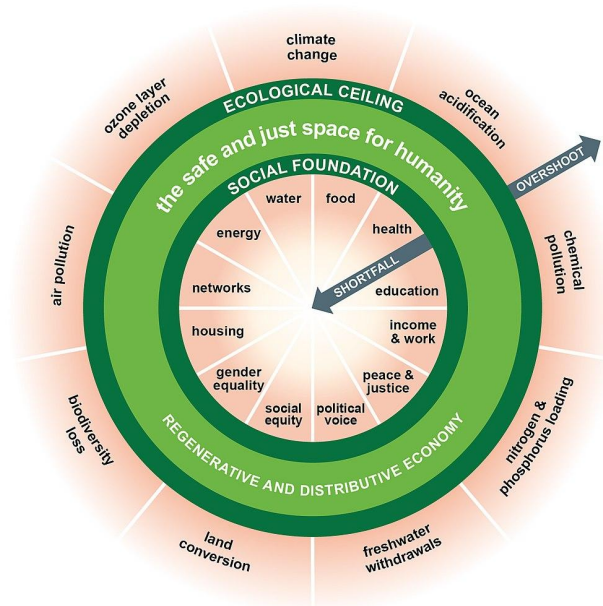 climate
change
ocean
acidification
chemical
pollution
nitrogen &
phosphorus loading
freshwater
withdrawals
land
conversion
biodiversity
loss
air pollution
ozone layer
depletion
ECOLOGICAL CEILING
the safe and just space for humanity
SOCIAL FOUNDATION
OVERSHOOT
SHORTFALL
water
food
health
education
income
& work
peace &
justice
political
voice
social
equity
gender
equality
housing
networks
energy
REGENERATIVE AND DISTRIBUTIVE ECONOMY